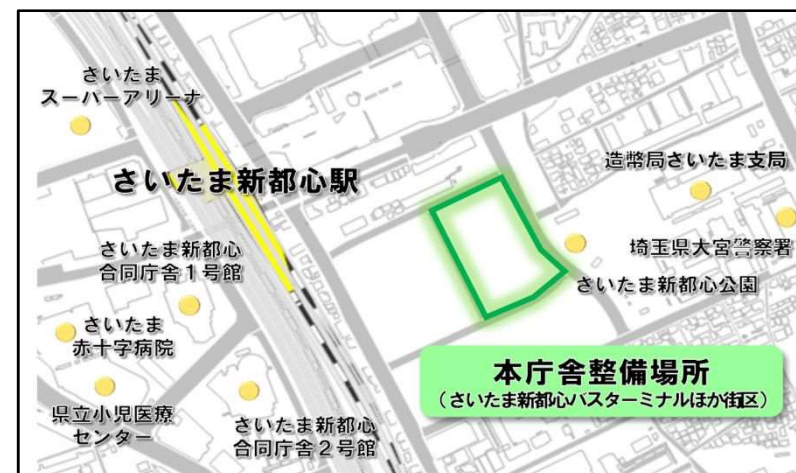 さいたま
スーパーアリーナ
さいたま新都心駅
造幣局さいたま支局
埼玉県大宮警察署
さいたま新都心
合同庁舎１号館
さいたま新都心公園
さいたま
赤十字病院
本庁舎整備場所
（さいたま新都心バスターミナルほか街区）
県立小児医療
センター
さいたま新都心
合同庁舎２号館